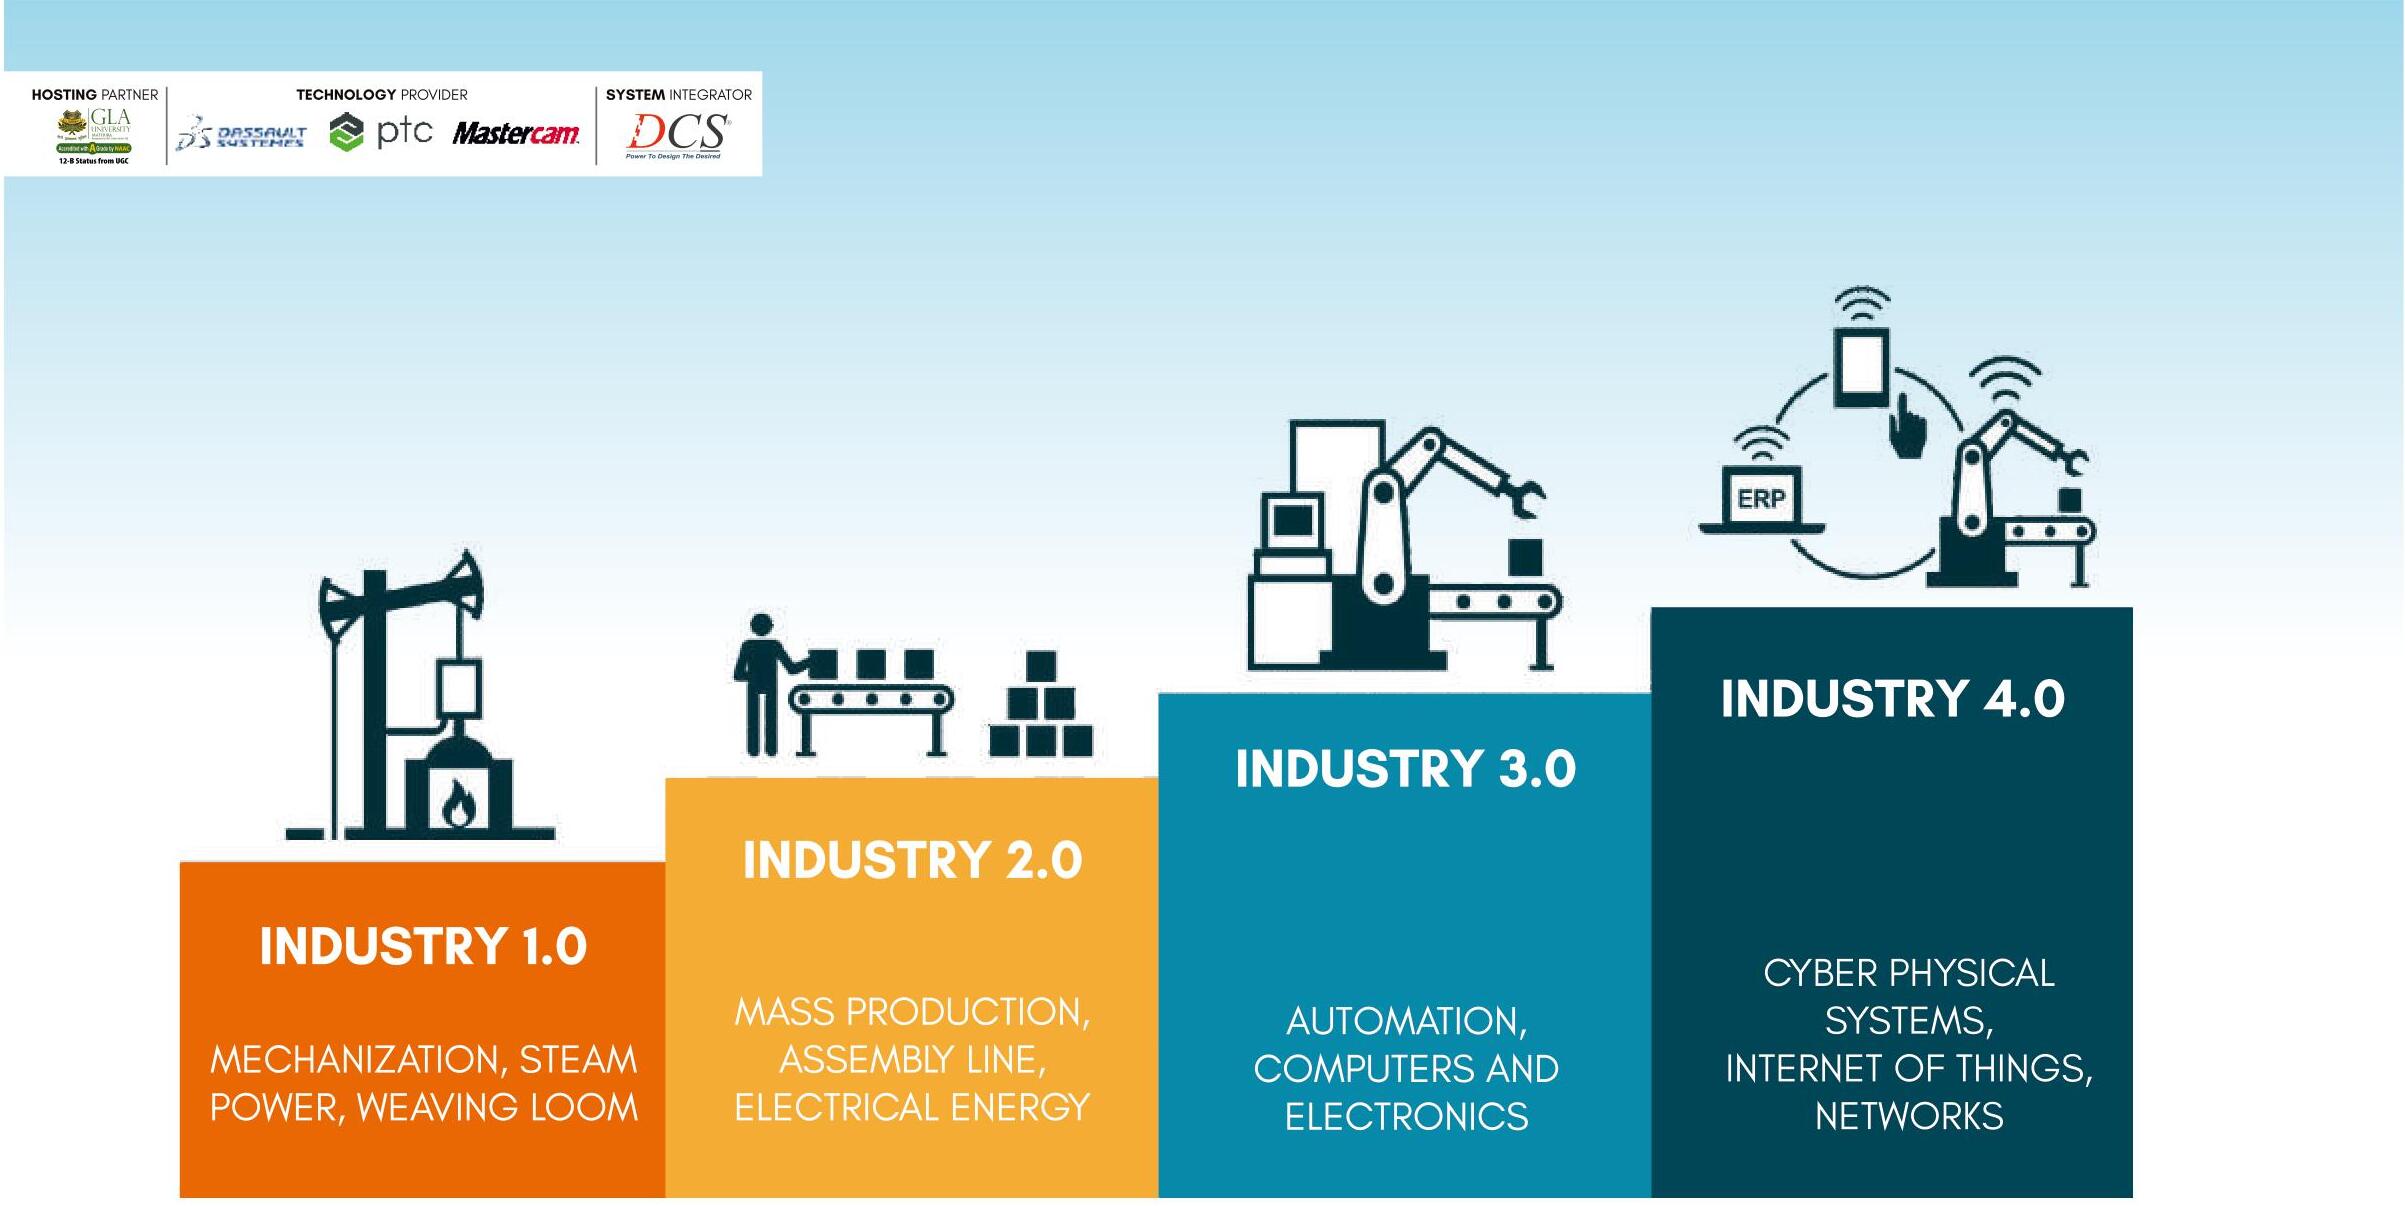 HOSTING PARTNER
GLA
UNIVERSITY
MATHURA
Accredited with A Grade by NAAC
12-B Status from UGC
TECHNOLOGY PROVIDER
DASSAULT
SYSTEMES
ptc
Mastercam
SYSTEM INTEGRATOR
DCS
Power To Design The Desired
ERP
INDUSTRY 1.0
MECHANIZATION, STEAM
POWER, WEAVING LOOM
INDUSTRY 2.0
MASS PRODUCTION,
ASSEMBLY LINE,
ELECTRICAL ENERGY
INDUSTRY 3.0
AUTOMATION,
COMPUTERS AND
ELECTRONICS
INDUSTRY 4.0
CYBER PHYSICAL
SYSTEMS,
INTERNET OF THINGS,
NETWORKS